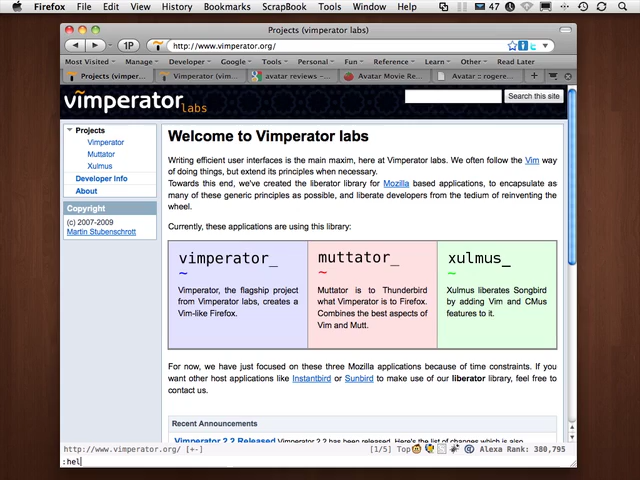 Firefox File Edit View History Bookmarks ScrapBook Tools Window Help 47
Projects (vimperator labs)
1P http://www.vimperator.org/
Most Visited Manage Developer Google Tools Personal Fun Reference Learn Other Read Later
Projects (vimper... Vimperator (vim... avatar reviews –... Avatar Movie Re... Avatar :: rogere...
vimperator labs
Search this site
Projects
Vimperator
Muttator
Xulmus
Developer Info
About
Copyright
(c) 2007-2009
Martin Stubenschrott
Welcome to Vimperator labs
Writing efficient user interfaces is the main maxim, here at Vimperator labs. We often follow the Vim way
of doing things, but extend its principles when necessary.
Towards this end, we've created the liberator library for Mozilla based applications, to encapsulate as
many of these generic principles as possible, and liberate developers from the tedium of reinventing the
wheel.
Currently, these applications are using this library:
vimperator_
~
Vimperator, the flagship project
from Vimperator labs, creates a
Vim-like Firefox.
muttator_
~
Muttator is to Thunderbird
what Vimperator is to Firefox.
Combines the best aspects of
Vim and Mutt.
xulmus_
~
Xulmus liberates Songbird
by adding Vim and CMus
features to it.
For now, we have just focused on these three Mozilla applications because of time constraints. If you
want other host applications like Instantbird or Sunbird to make use of our liberator library, feel free to
contact us.
Recent Announcements
Vimperator 2.2 Released Vimperator 2.2 has been released. Here's the list of changes which is also
http://www.vimperator.org/ [+-] [1/5] Top Alexa Rank: 380,795
:hel